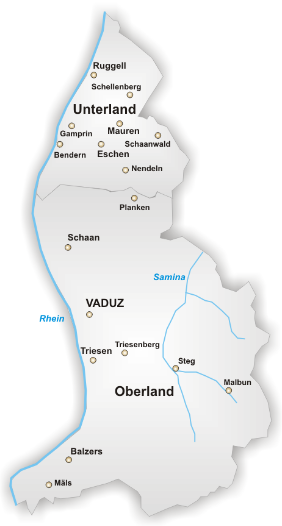 Ruggell
Schellenberg
Unterland
Gamprin
Mauren
Schaanwald
Bendern
Eschen
Nendeln
Planken
Schaan
Samina
VADUZ
Rhein
Triesen
Triesenberg
Steg
Malbun
Oberland
Balzers
Mäls